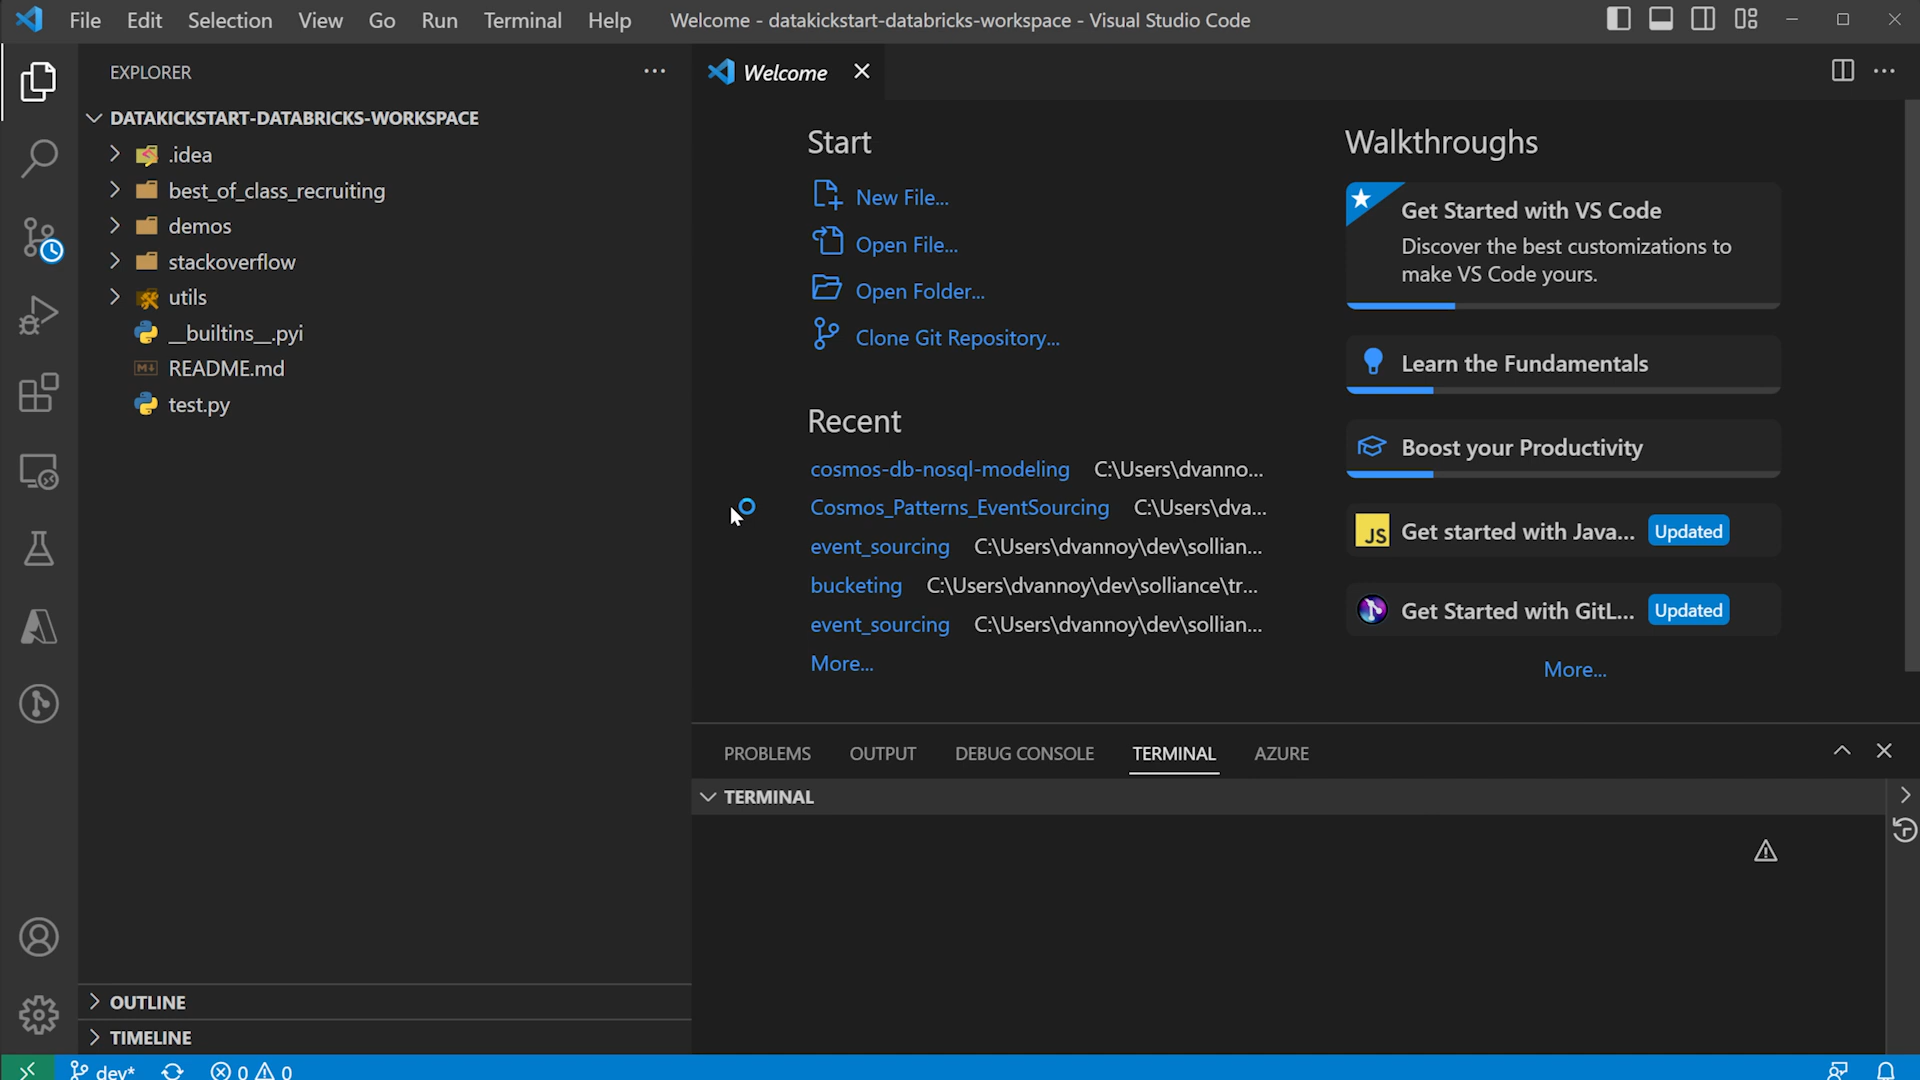 File Edit Selection View Go Run Terminal Help Welcome - datakickstart-databricks-workspace - Visual Studio Code
EXPLORER
Welcome
DATAKICKSTART-DATABRICKS-WORKSPACE
.idea
best_of_class_recruiting
demos
stackoverflow
utils
__builtins__.pyi
README.md
test.py
OUTLINE
TIMELINE
Start
New File...
Open File...
Open Folder...
Clone Git Repository...
Recent
cosmos-db-nosql-modeling C:\Users\dvanno...
Cosmos_Patterns_EventSourcing C:\Users\dva...
event_sourcing C:\Users\dvannoy\dev\sollian...
bucketing C:\Users\dvannoy\dev\solliance\tr...
event_sourcing C:\Users\dvannoy\dev\sollian...
More...
Walkthroughs
Get Started with VS Code
Discover the best customizations to
make VS Code yours.
Learn the Fundamentals
Boost your Productivity
JS Get started with Java... Updated
Get Started with GitL... Updated
More...
PROBLEMS OUTPUT DEBUG CONSOLE TERMINAL AZURE
TERMINAL
dev* 0 0